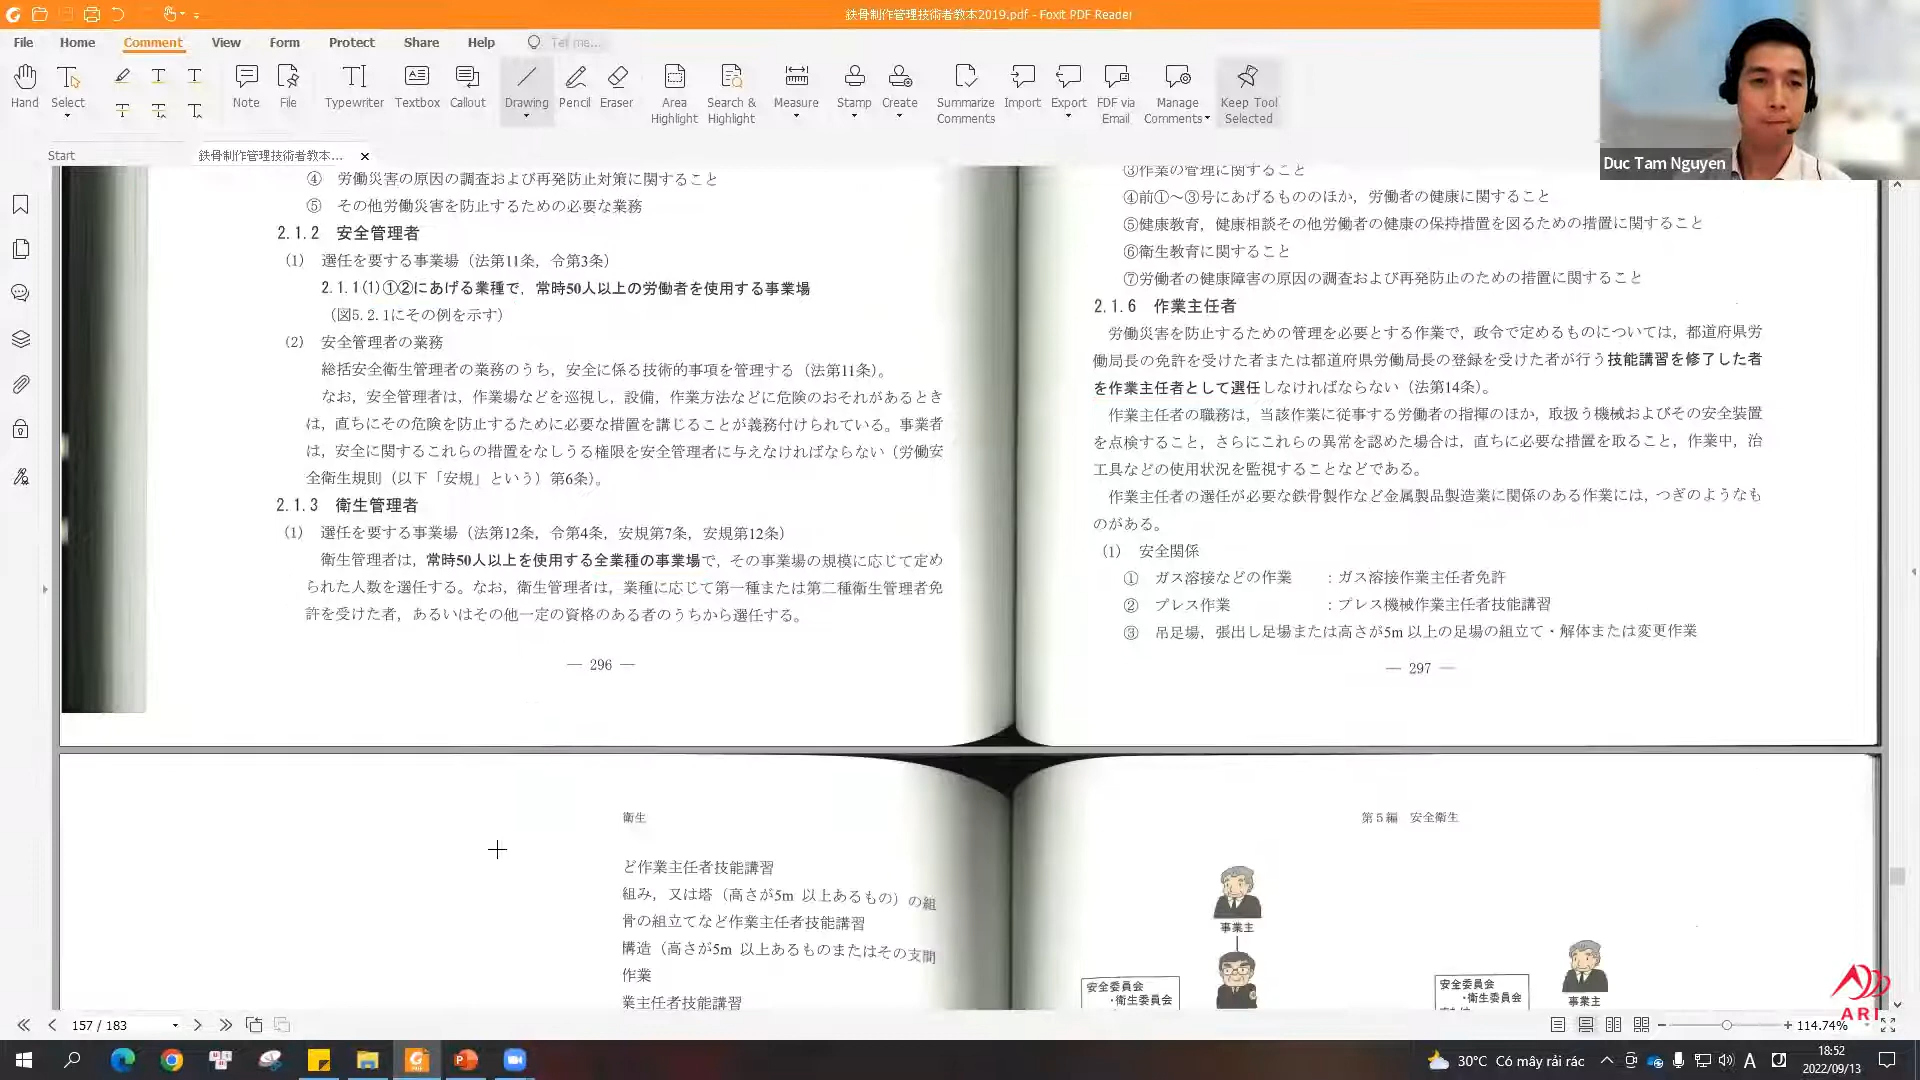 鉄骨制作管理技術者教本2019.pdf - Foxit PDF Reader
File Home Comment View Form Protect Share Help Tell me...
Hand Select Note File Typewriter Textbox Callout Drawing Pencil Eraser Area Highlight Search & Highlight Measure Stamp Create Summarize Comments Import Export FDF via Email Manage Comments Keep Tool Selected
Duc Tam Nguyen
Start 鉄骨制作管理技術者教本...
④ 労働災害の原因の調査および再発防止対策に関すること
⑤ その他労働災害を防止するための必要な業務
2.1.2 安全管理者
(1) 選任を要する事業場（法第11条，令第3条）
2.1.1(1)①②にあげる業種で，常時50人以上の労働者を使用する事業場
（図5.2.1にその例を示す）
(2) 安全管理者の業務
総括安全衛生管理者の業務のうち，安全に係る技術的事項を管理する（法第11条）。
なお，安全管理者は，作業場などを巡視し，設備，作業方法などに危険のおそれがあるとき
は，直ちにその危険を防止するために必要な措置を講じることが義務付けられている。事業者
は，安全に関するこれらの措置をなしうる権限を安全管理者に与えなければならない（労働安
全衛生規則（以下「安規」という）第6条）。
2.1.3 衛生管理者
(1) 選任を要する事業場（法第12条，令第4条，安規第7条，安規第12条）
衛生管理者は，常時50人以上を使用する全業種の事業場で，その事業場の規模に応じて定め
られた人数を選任する。なお，衛生管理者は，業種に応じて第一種または第二種衛生管理者免
許を受けた者，あるいはその他一定の資格のある者のうちから選任する。
— 296 —
③作業の管理に関すること
④前①～③号にあげるもののほか，労働者の健康に関すること
⑤健康教育，健康相談その他労働者の健康の保持措置を図るための措置に関すること
⑥衛生教育に関すること
⑦労働者の健康障害の原因の調査および再発防止のための措置に関すること
2.1.6 作業主任者
労働災害を防止するための管理を必要とする作業で，政令で定めるものについては，都道府県労
働局長の免許を受けた者または都道府県労働局長の登録を受けた者が行う技能講習を修了した者
を作業主任者として選任しなければならない（法第14条）。
作業主任者の職務は，当該作業に従事する労働者の指揮のほか，取扱う機械およびその安全装置
を点検すること，さらにこれらの異常を認めた場合は，直ちに必要な措置を取ること，作業中，治
工具などの使用状況を監視することなどである。
作業主任者の選任が必要な鉄骨製作など金属製品製造業に関係のある作業には，つぎのようなも
のがある。
(1) 安全関係
① ガス溶接などの作業 ：ガス溶接作業主任者免許
② プレス作業 ：プレス機械作業主任者技能講習
③ 吊足場，張出し足場または高さが5m 以上の足場の組立て・解体または変更作業
— 297 —
衛生
ど作業主任者技能講習
組み，又は塔（高さが5m 以上あるもの）の組
骨の組立てなど作業主任者技能講習
構造（高さが5m 以上あるものまたはその支間
作業
業主任者技能講習
第5編 安全衛生
事業主
安全委員会
・衛生委員会
安全委員会
・衛生委員会
事業主
ARI
157 / 183
114.74%
30°C Có mây rải rác
A
18:52
2022/09/13